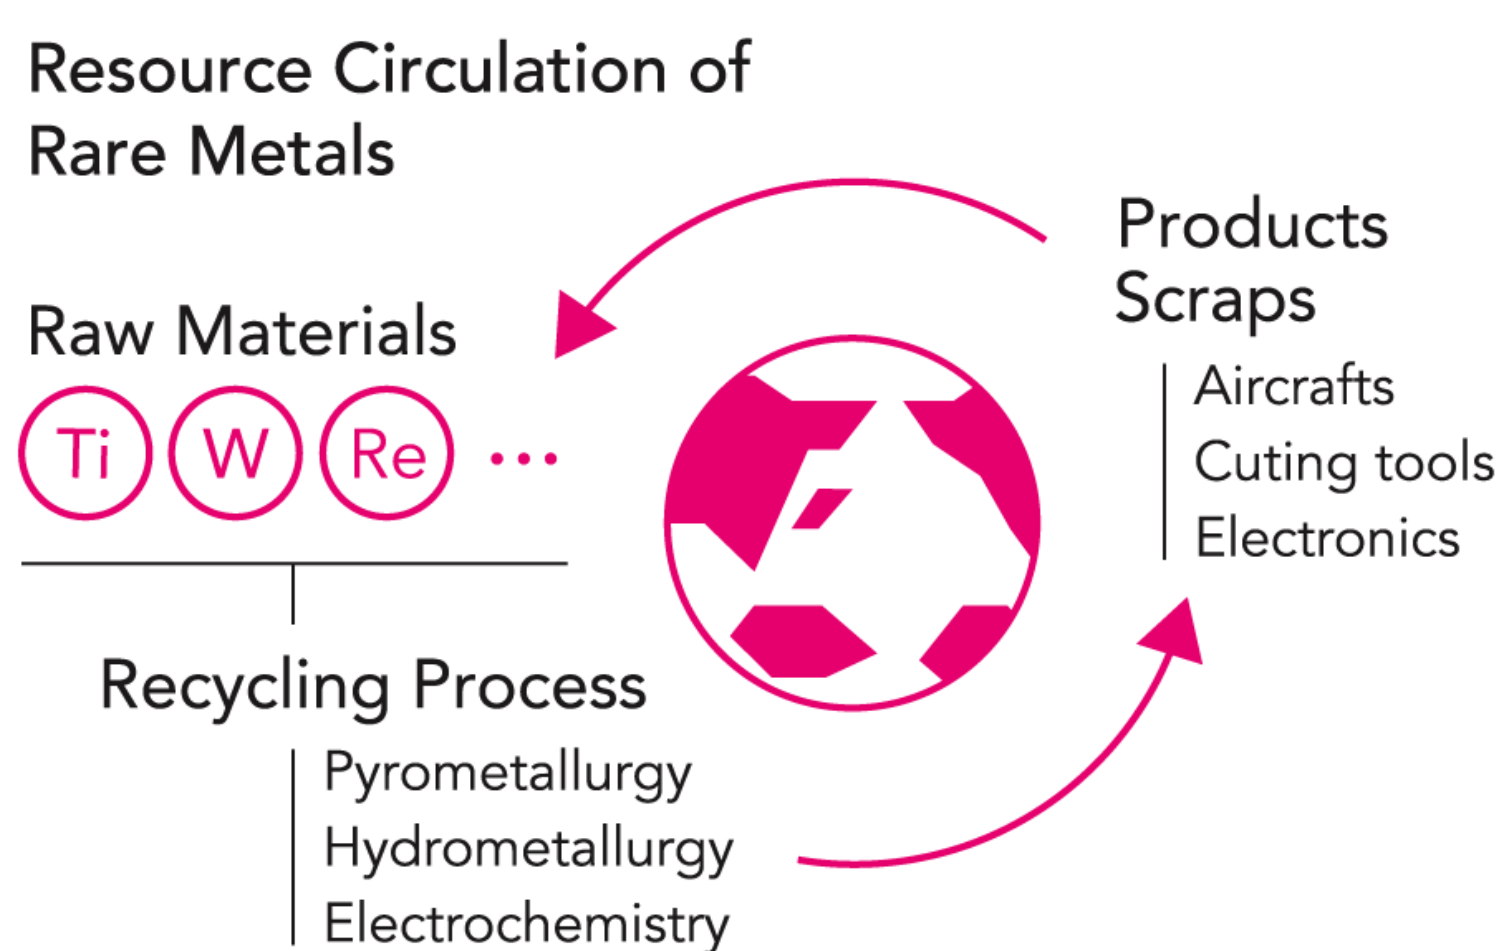 Resource Circulation of
Rare Metals
Raw Materials
Ti W Re ...
Recycling Process
Pyrometallurgy
Hydrometallurgy
Electrochemistry
Products
Scraps
Aircrafts
Cuting tools
Electronics